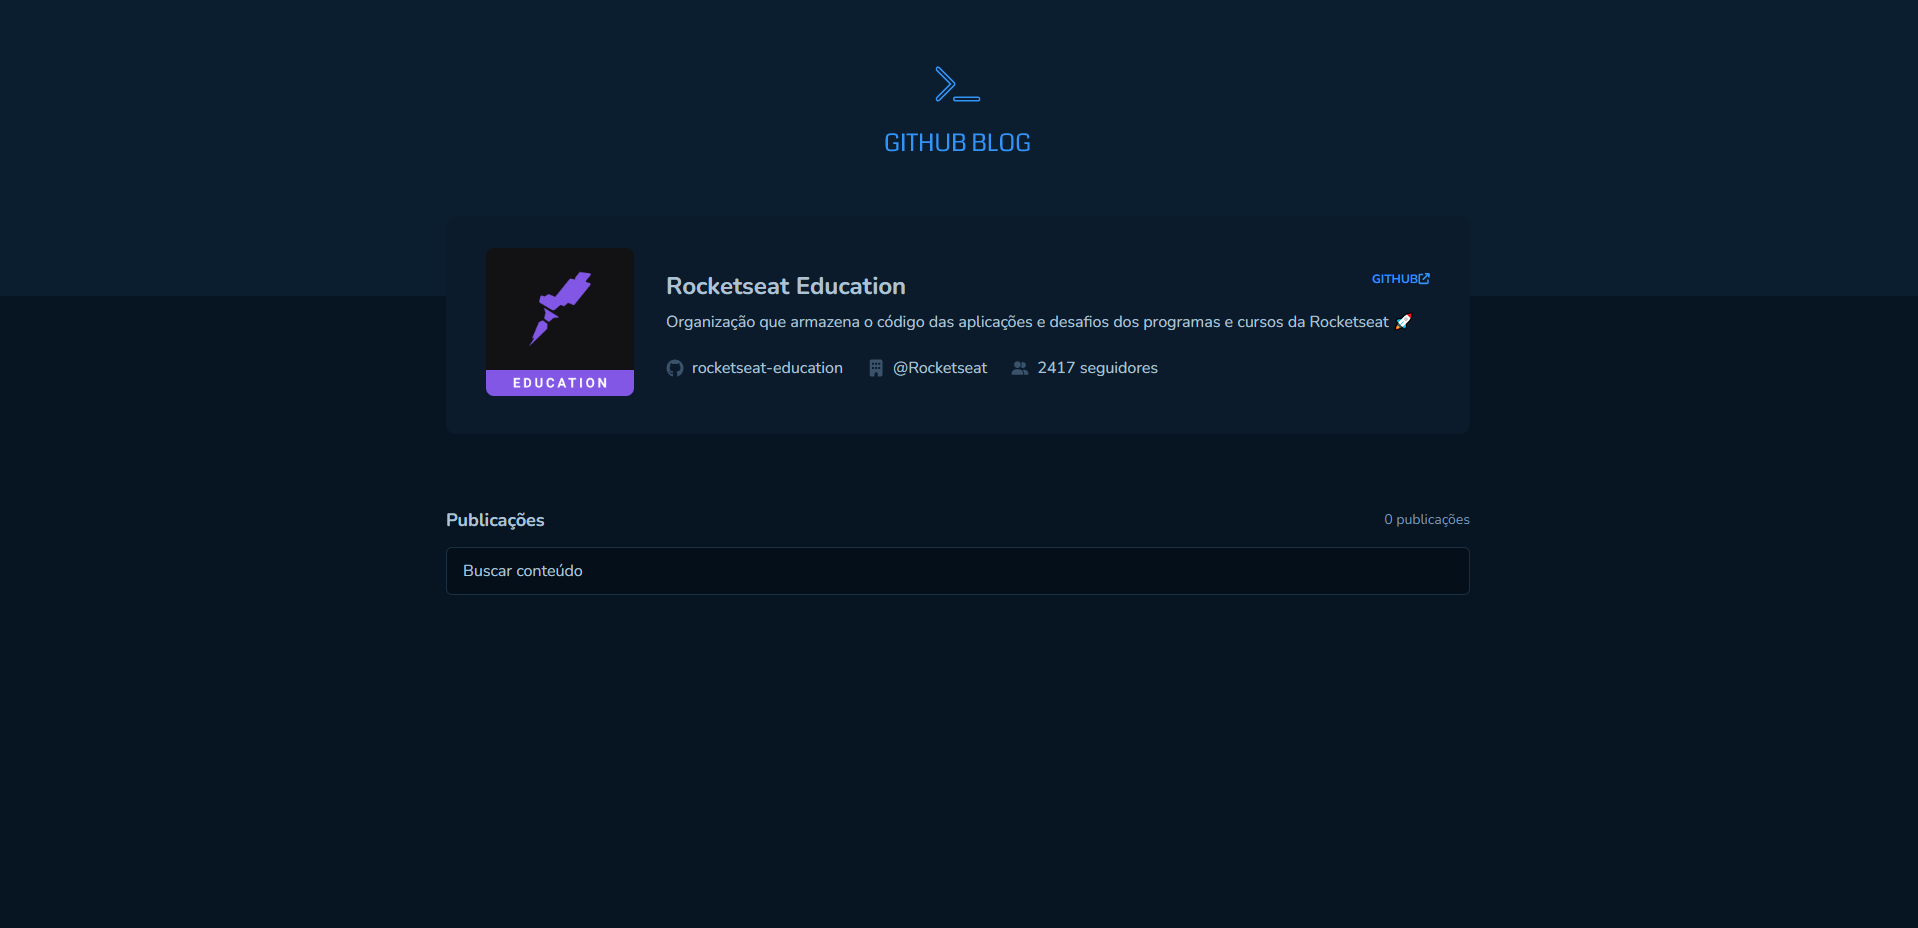 GITHUB BLOG
EDUCATION
Rocketseat Education
GITHUB
Organização que armazena o código das aplicações e desafios dos programas e cursos da Rocketseat 🚀
rocketseat-education @Rocketseat 2417 seguidores
Publicações
0 publicações
Buscar conteúdo